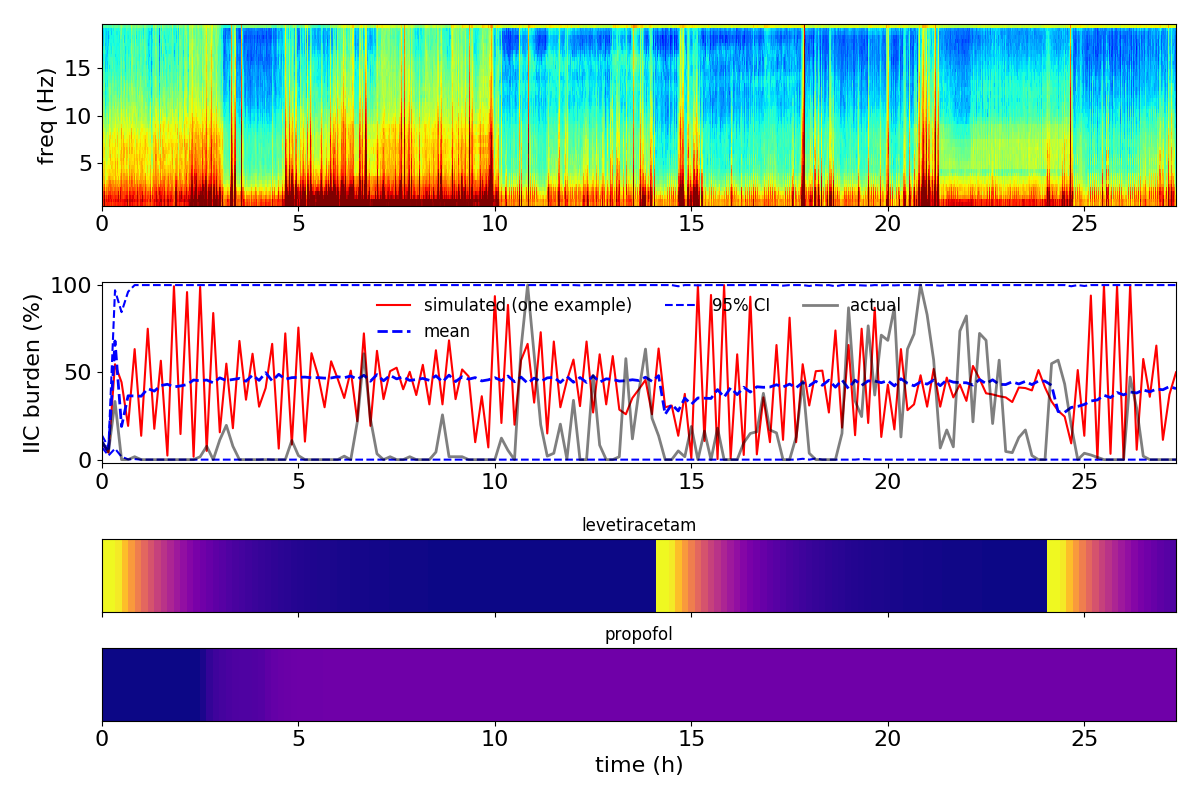 freq (Hz)
15
10
5
0 5 10 15 20 25
IIC burden (%)
100
50
0
simulated (one example) 95% CI actual
mean
0 5 10 15 20 25
levetiracetam
propofol
0 5 10 15 20 25
time (h)